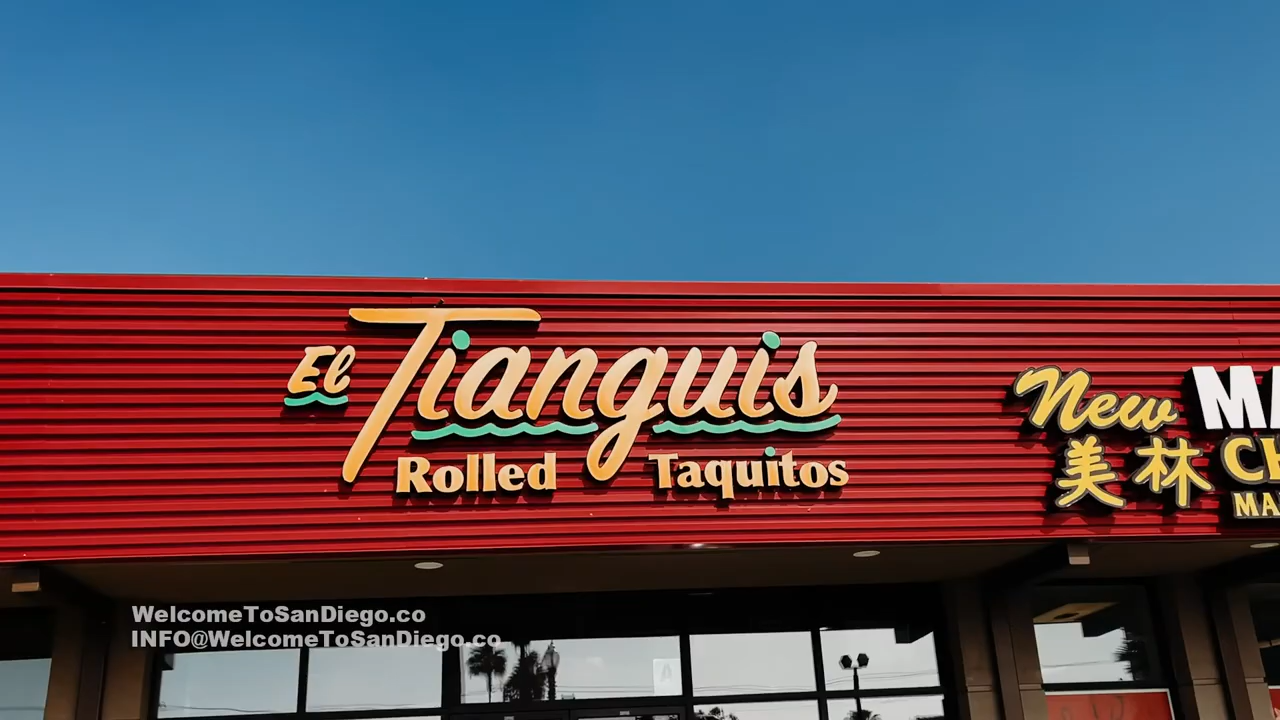 El Tianguis
Rolled Taquitos
New
美林
WelcomeToSanDiego.co
INFO@WelcomeToSanDiego.co